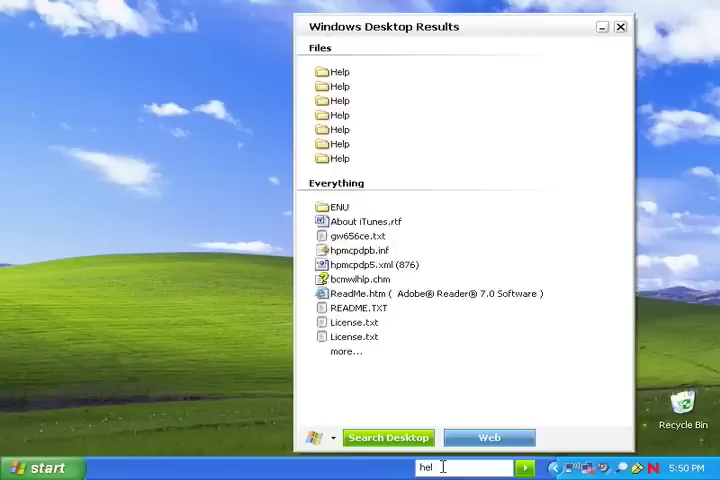 Windows Desktop Results
Files
Help
Help
Help
Help
Help
Help
Help
Everything
ENU
About iTunes.rtf
gw656ce.txt
hpmcpdpb.inf
hpmcpdp5.xml (876)
bcmwlhlp.chm
ReadMe.htm ( Adobe® Reader® 7.0 Software )
README.TXT
License.txt
License.txt
more...
Recycle Bin
Search Desktop
Web
start
hel
5:50 PM